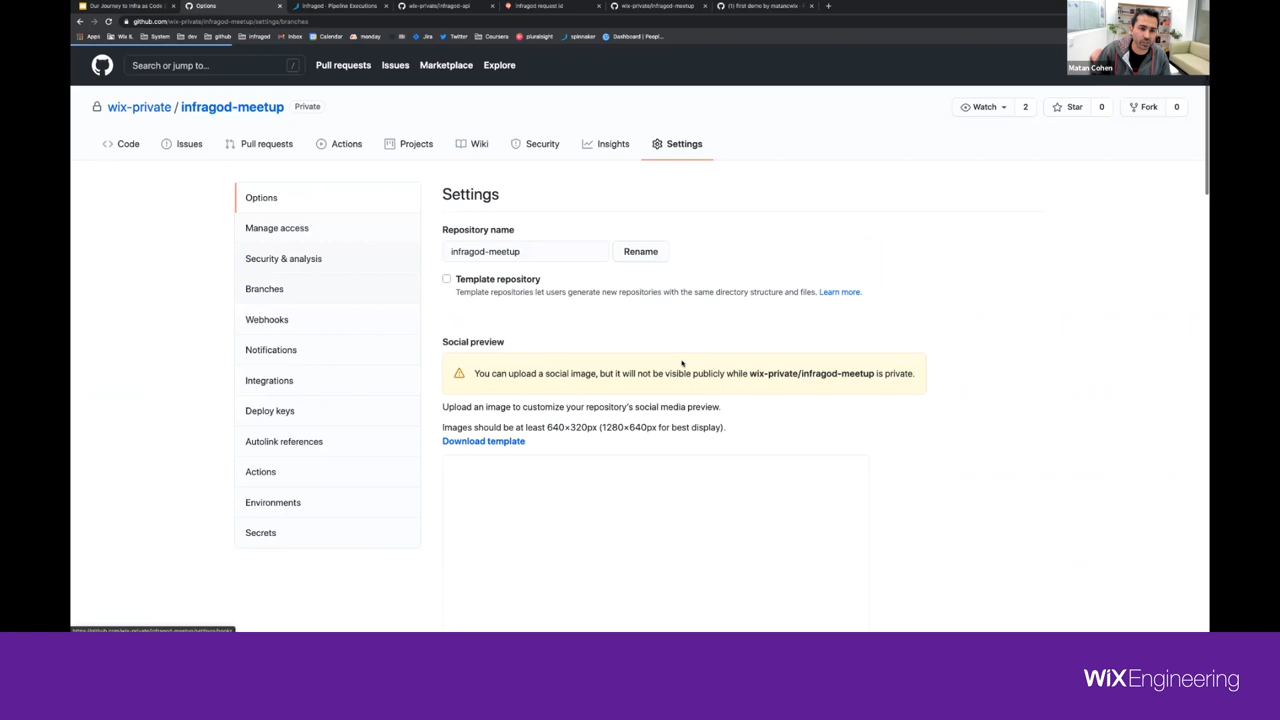 Our Journey to Infra as Code
Options
infragod · Pipeline Executions
wix-private/infragod-api
Infragod request id
wix-private/infragod-meetup
(1) first demo by matancwix
github.com/wix-private/infragod-meetup/settings/branches
Apps
Wix IL
System
dev
github
infragod
Inbox
Calendar
monday
Jira
Twitter
Coursers
pluralsight
spinnaker
Dashboard | Peopl...
Matan Cohen
Search or jump to...
/
Pull requests
Issues
Marketplace
Explore
wix-private / infragod-meetup
Private
Watch
2
Star
0
Fork
0
Code
Issues
Pull requests
Actions
Projects
Wiki
Security
Insights
Settings
Options
Manage access
Security & analysis
Branches
Webhooks
Notifications
Integrations
Deploy keys
Autolink references
Actions
Environments
Secrets
Settings
Repository name
infragod-meetup
Rename
Template repository
Template repositories let users generate new repositories with the same directory structure and files. Learn more.
Social preview
You can upload a social image, but it will not be visible publicly while wix-private/infragod-meetup is private.
Upload an image to customize your repository's social media preview.
Images should be at least 640×320px (1280×640px for best display).
Download template
WiXEngineering